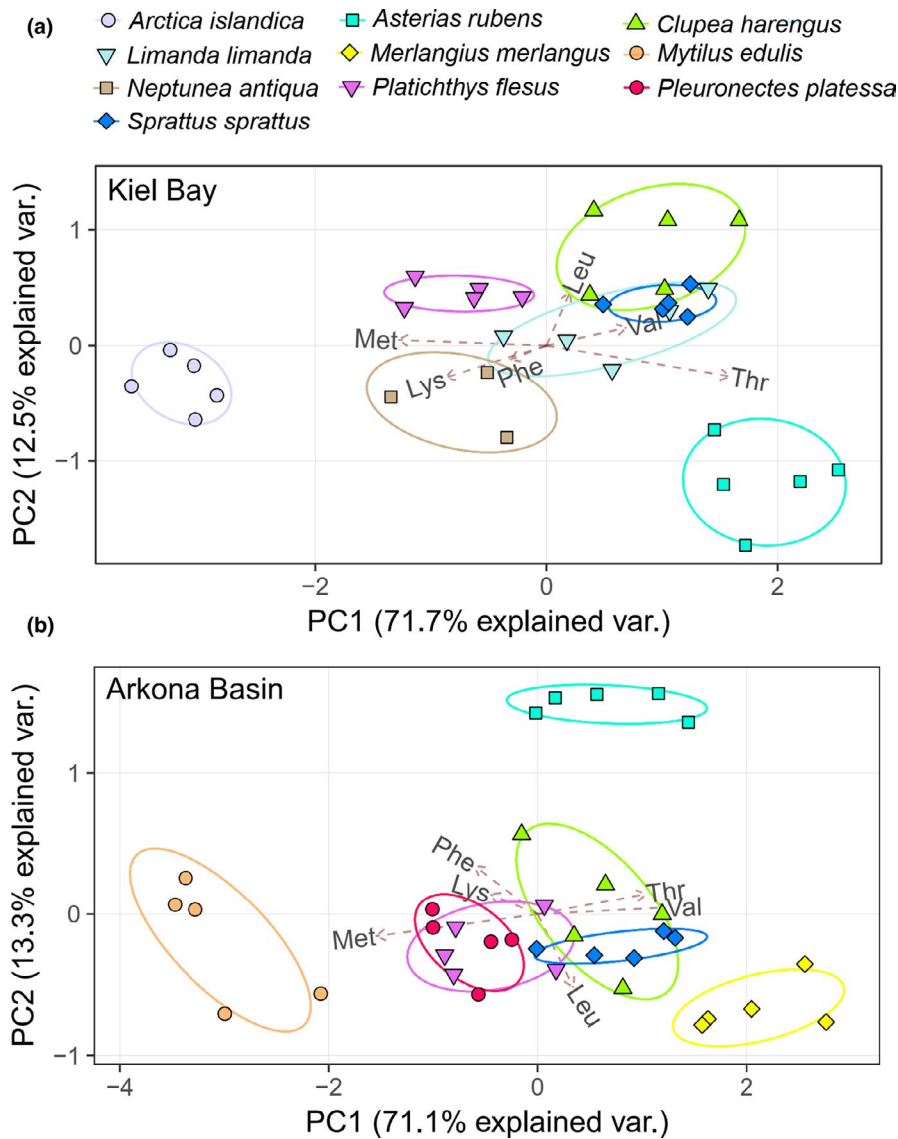 (a)
Arctica islandica Asterias rubens Clupea harengus
Limanda limanda Merlangius merlangus Mytilus edulis
Neptunea antiqua Platichthys flesus Pleuronectes platessa
Sprattus sprattus
Kiel Bay
PC2 (12.5% explained var.)
1
0
−1
Leu
Val
Met
Phe
Lys
Thr
−2 0 2
PC1 (71.7% explained var.)
(b)
Arkona Basin
PC2 (13.3% explained var.)
1
0
−1
Phe
Lys
Thr
Val
Met
Leu
−4 −2 0 2
PC1 (71.1% explained var.)